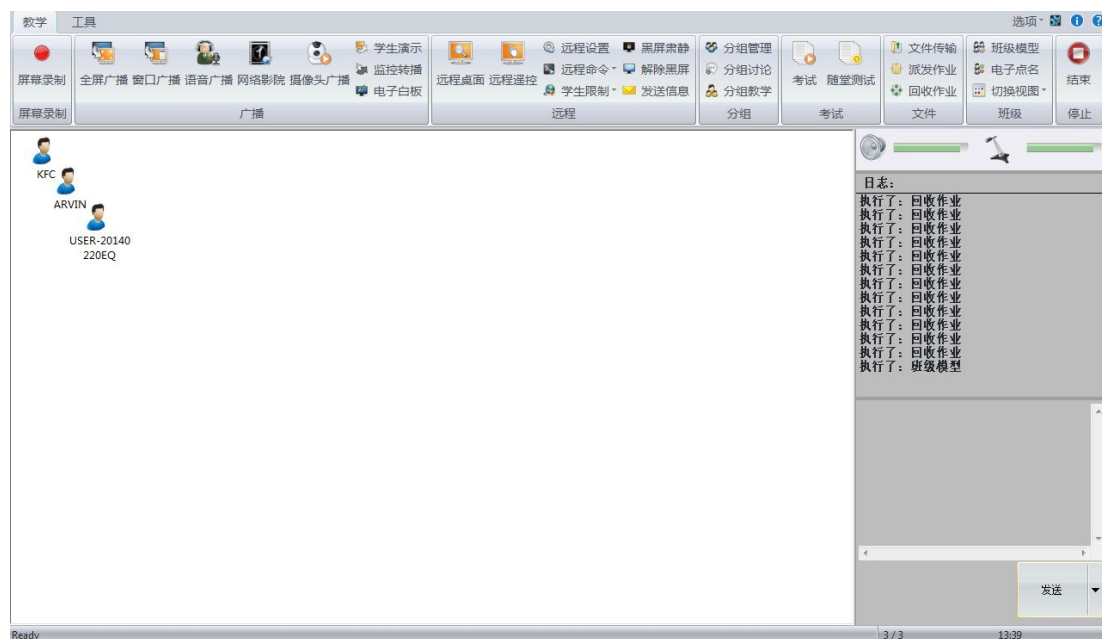 教学 工具 选项
屏幕录制 全屏广播 窗口广播 语音广播 网络影院 摄像头广播 学生演示 监控转播 电子白板 远程桌面 远程遥控 远程设置 黑屏肃静 远程命令 解除黑屏 学生限制 发送信息 分组管理 分组讨论 分组教学 考试 随堂测试 文件传输 派发作业 回收作业 班级模型 电子点名 切换视图 结束
屏幕录制 广播 远程 分组 考试 文件 班级 停止
KFC
ARVIN
USER-20140
220EQ
日志:
执行了: 回收作业
执行了: 回收作业
执行了: 回收作业
执行了: 回收作业
执行了: 回收作业
执行了: 回收作业
执行了: 回收作业
执行了: 回收作业
执行了: 回收作业
执行了: 回收作业
执行了: 回收作业
执行了: 回收作业
执行了: 班级模型
发送
Ready 3 / 3 13:39